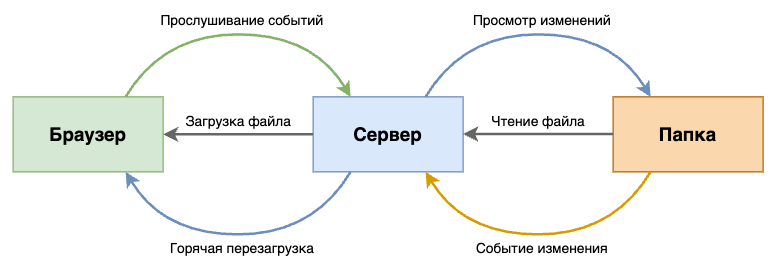 Прослушивание событий
Просмотр изменений
Браузер
Загрузка файла
Сервер
Чтение файла
Папка
Горячая перезагрузка
Событие изменения